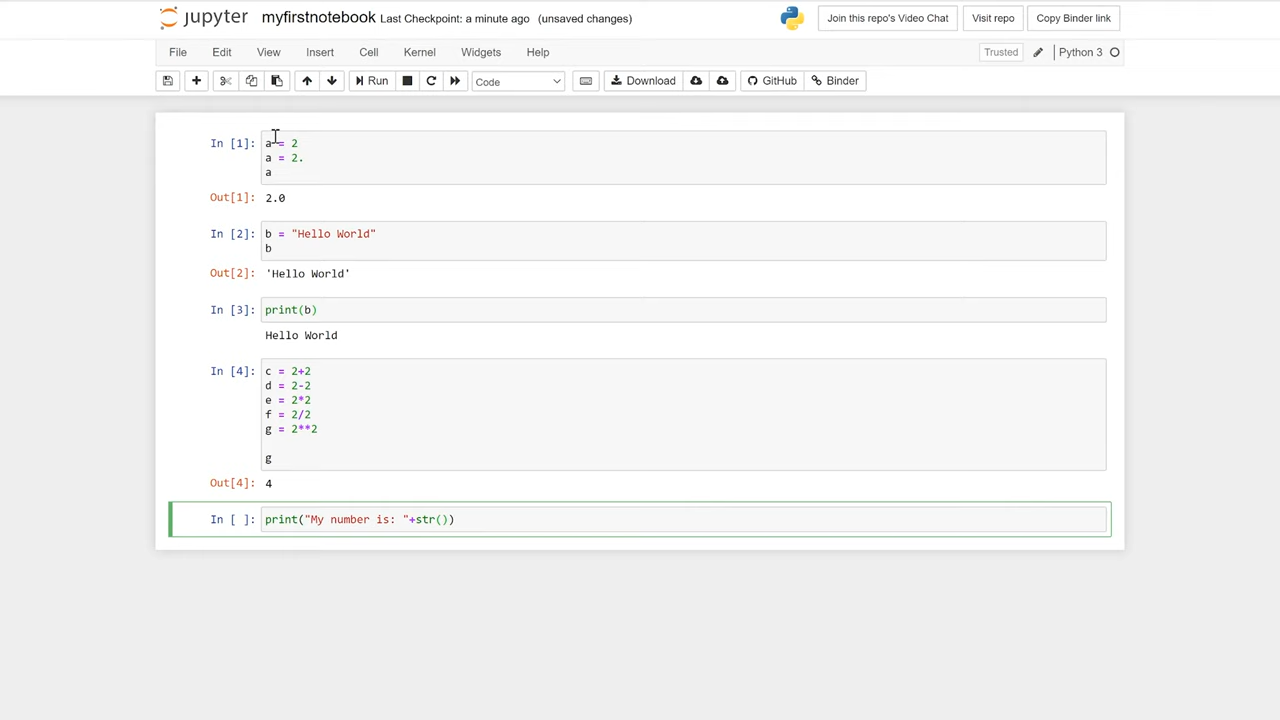 jupyter myfirstnotebook Last Checkpoint: a minute ago (unsaved changes) Join this repo's Video Chat Visit repo Copy Binder link
File Edit View Insert Cell Kernel Widgets Help Trusted Python 3
Run Code Download GitHub Binder
In [1]: a = 2
a = 2.
a
Out[1]: 2.0
In [2]: b = "Hello World"
b
Out[2]: 'Hello World'
In [3]: print(b)
Hello World
In [4]: c = 2+2
d = 2-2
e = 2*2
f = 2/2
g = 2**2
g
Out[4]: 4
In [ ]: print("My number is: "+str())